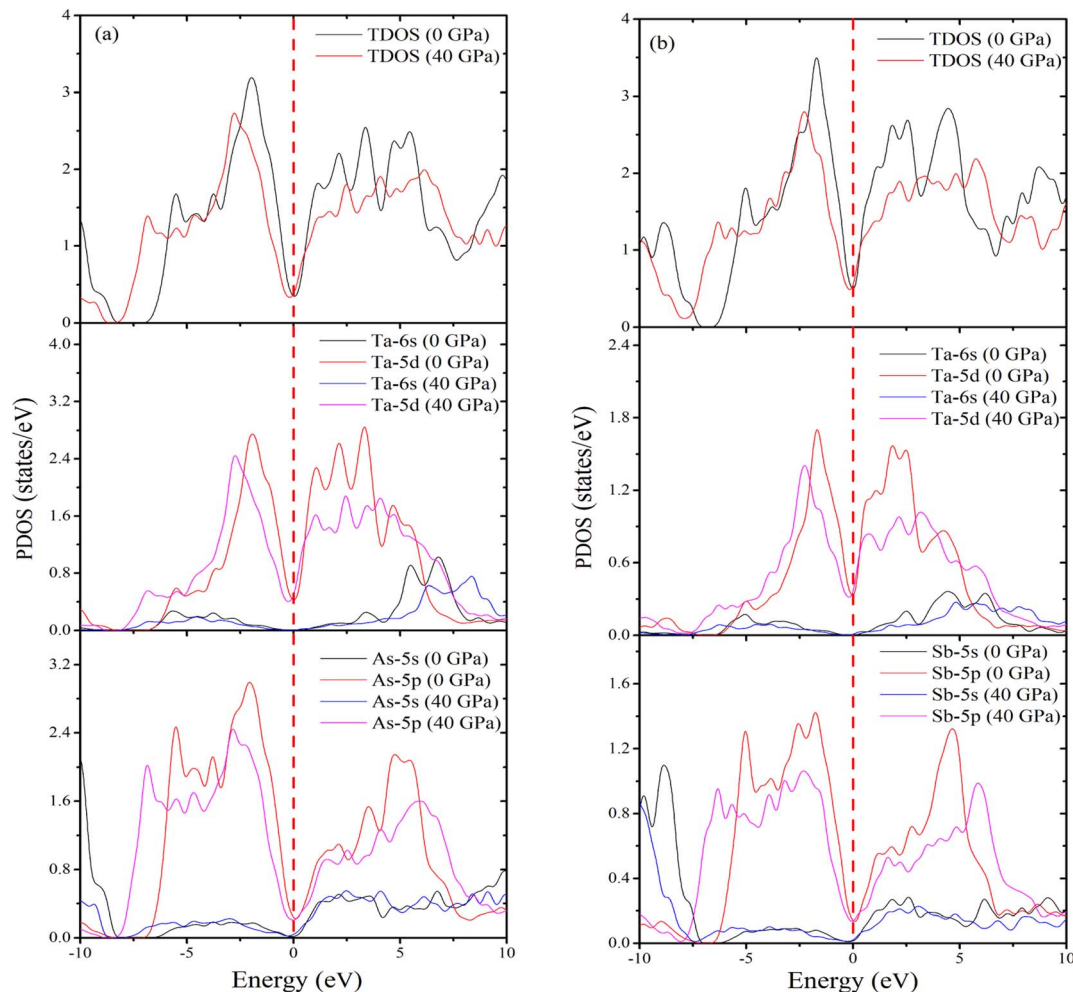 (a)
TDOS (0 GPa)
TDOS (40 GPa)
4
3
2
1
0
Ta-6s (0 GPa)
Ta-5d (0 GPa)
Ta-6s (40 GPa)
Ta-5d (40 GPa)
4.0
3.2
2.4
1.6
0.8
0.0
PDOS (states/eV)
As-5s (0 GPa)
As-5p (0 GPa)
As-5s (40 GPa)
As-5p (40 GPa)
3.2
2.4
1.6
0.8
0.0
-10 -5 0 5 10
Energy (eV)
(b)
TDOS (0 GPa)
TDOS (40 GPa)
4
3
2
1
0
Ta-6s (0 GPa)
Ta-5d (0 GPa)
Ta-6s (40 GPa)
Ta-5d (40 GPa)
2.4
1.8
1.2
0.6
0.0
PDOS (states/eV)
Sb-5s (0 GPa)
Sb-5p (0 GPa)
Sb-5s (40 GPa)
Sb-5p (40 GPa)
1.6
1.2
0.8
0.4
0.0
-10 -5 0 5 10
Energy (eV)